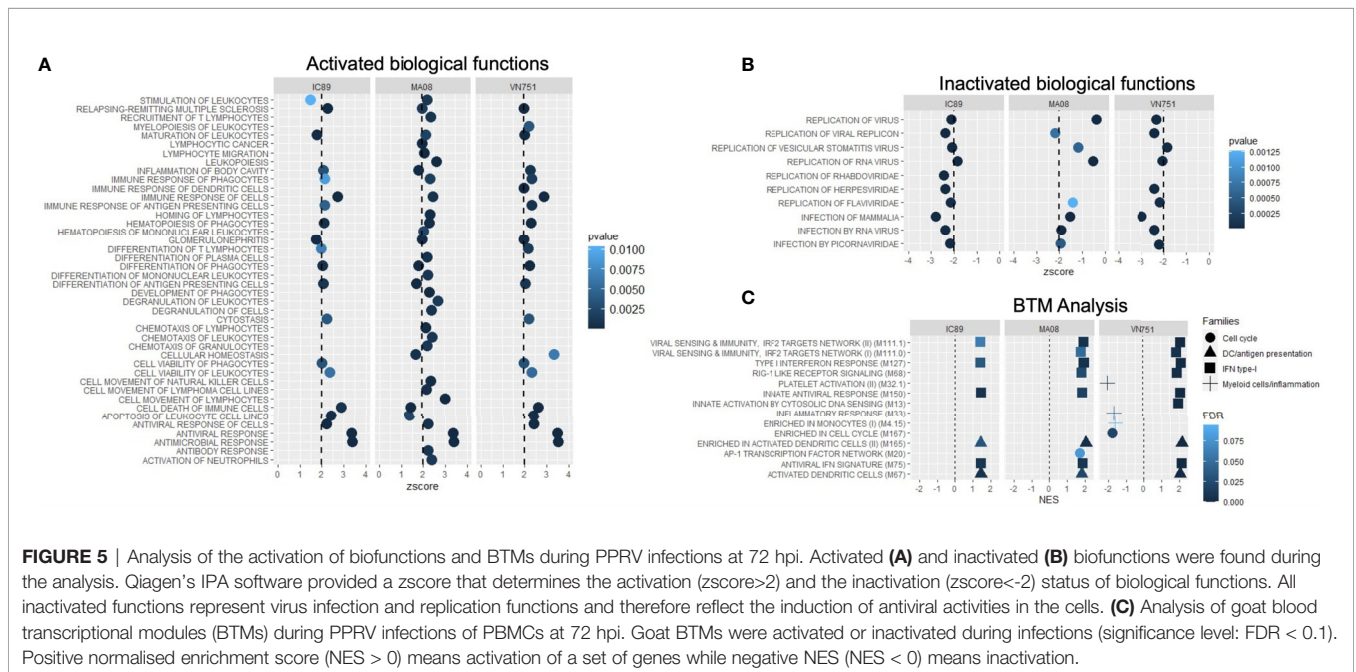 A
Activated biological functions
IC89
MA08
VN751
STIMULATION OF LEUKOCYTES
RELAPSING-REMITTING MULTIPLE SCLEROSIS
RECRUITMENT OF T LYMPHOCYTES
MYELOPOIESIS OF LEUKOCYTES
MATURATION OF LEUKOCYTES
LYMPHOCYTIC CANCER
LYMPHOCYTE MIGRATION
LEUKOPOIESIS
INFLAMMATION OF BODY CAVITY
IMMUNE RESPONSE OF PHAGOCYTES
IMMUNE RESPONSE OF DENDRITIC CELLS
IMMUNE RESPONSE OF CELLS
IMMUNE RESPONSE OF ANTIGEN PRESENTING CELLS
HOMING OF LYMPHOCYTES
HEMATOPOIESIS OF PHAGOCYTES
HEMATOPOIESIS OF MONONUCLEAR LEUKOCYTES
GLOMERULONEPHRITIS
DIFFERENTIATION OF T LYMPHOCYTES
DIFFERENTIATION OF PLASMA CELLS
DIFFERENTIATION OF PHAGOCYTES
DIFFERENTIATION OF MONONUCLEAR LEUKOCYTES
DIFFERENTIATION OF ANTIGEN PRESENTING CELLS
DEVELOPMENT OF PHAGOCYTES
DEGRANULATION OF LEUKOCYTES
DEGRANULATION OF CELLS
CYTOSTASIS
CHEMOTAXIS OF LYMPHOCYTES
CHEMOTAXIS OF LEUKOCYTES
CHEMOTAXIS OF GRANULOCYTES
CELLULAR HOMEOSTASIS
CELL VIABILITY OF PHAGOCYTES
CELL VIABILITY OF LEUKOCYTES
CELL MOVEMENT OF NATURAL KILLER CELLS
CELL MOVEMENT OF LYMPHOMA CELL LINES
CELL MOVEMENT OF LYMPHOCYTES
CELL DEATH OF IMMUNE CELLS
APOPTOSIS OF LEUKOCYTE CELL LINES
ANTIVIRAL RESPONSE OF CELLS
ANTIVIRAL RESPONSE
ANTIMICROBIAL RESPONSE
ANTIBODY RESPONSE
ACTIVATION OF NEUTROPHILS
0 1 2 3 4 0 1 2 3 4 0 1 2 3 4
zscore
pvalue
0.0100
0.0075
0.0050
0.0025
B
Inactivated biological functions
IC89
MA08
VN751
REPLICATION OF VIRUS
REPLICATION OF VIRAL REPLICON
REPLICATION OF VESICULAR STOMATITIS VIRUS
REPLICATION OF RNA VIRUS
REPLICATION OF RHABDOVIRIDAE
REPLICATION OF HERPESVIRIDAE
REPLICATION OF FLAVIVIRIDAE
INFECTION OF MAMMALIA
INFECTION BY RNA VIRUS
INFECTION BY PICORNAVIRIDAE
-4 -3 -2 -1 0 -4 -3 -2 -1 0 -4 -3 -2 -1 0
zscore
pvalue
0.00125
0.00100
0.00075
0.00050
0.00025
C
BTM Analysis
IC89
MA08
VN751
VIRAL SENSING & IMMUNITY, IRF2 TARGETS NETWORK (II) (M111.1)
VIRAL SENSING & IMMUNITY, IRF2 TARGETS NETWORK (I) (M111.0)
TYPE I INTERFERON RESPONSE (M127)
RIG-1 LIKE RECEPTOR SIGNALING (M68)
PLATELET ACTIVATION (II) (M32.1)
INNATE ANTIVIRAL RESPONSE (M150)
INNATE ACTIVATION BY CYTOSOLIC DNA SENSING (M13)
INFLAMMATORY RESPONSE (M33)
ENRICHED IN MONOCYTES (I) (M4.15)
ENRICHED IN CELL CYCLE (M167)
ENRICHED IN ACTIVATED DENDRITIC CELLS (II) (M165)
AP-1 TRANSCRIPTION FACTOR NETWORK (M20)
ANTIVIRAL IFN SIGNATURE (M75)
ACTIVATED DENDRITIC CELLS (M67)
-2 -1 0 1 2 -2 -1 0 1 2 -2 -1 0 1 2
NES
Families
Cell cycle
DC/antigen presentation
IFN type-I
Myeloid cells/inflammation
FDR
0.075
0.050
0.025
0.000
FIGURE 5 | Analysis of the activation of biofunctions and BTMs during PPRV infections at 72 hpi. Activated (A) and inactivated (B) biofunctions were found during
the analysis. Qiagen's IPA software provided a zscore that determines the activation (zscore>2) and the inactivation (zscore<-2) status of biological functions. All
inactivated functions represent virus infection and replication functions and therefore reflect the induction of antiviral activities in the cells. (C) Analysis of goat blood
transcriptional modules (BTMs) during PPRV infections of PBMCs at 72 hpi. Goat BTMs were activated or inactivated during infections (significance level: FDR < 0.1).
Positive normalised enrichment score (NES > 0) means activation of a set of genes while negative NES (NES < 0) means inactivation.